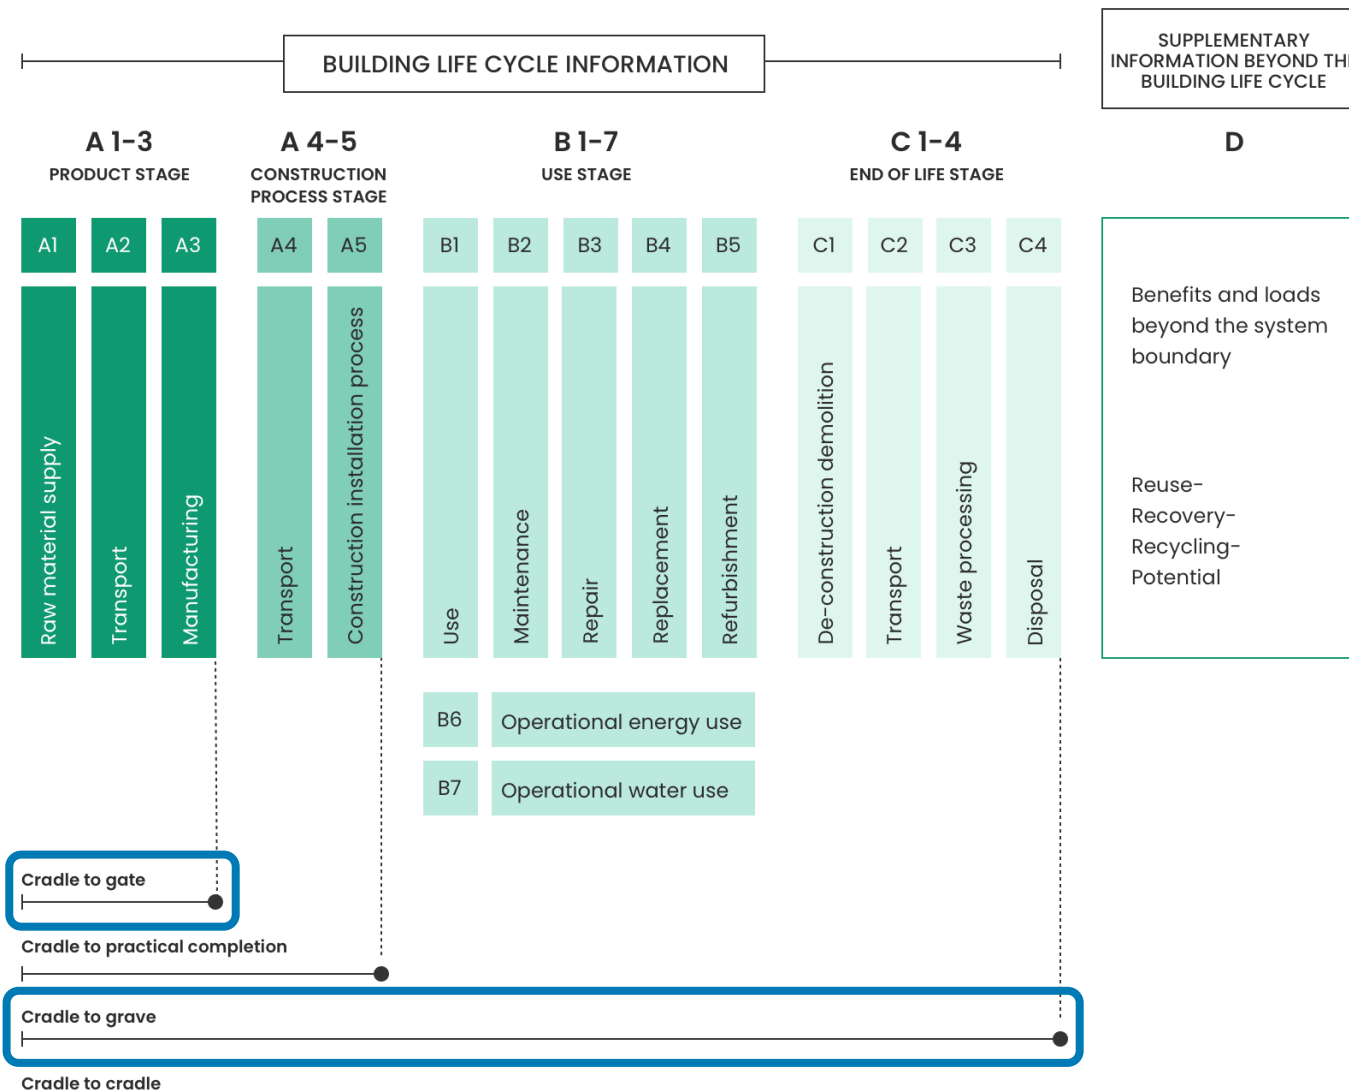 BUILDING LIFE CYCLE INFORMATION
SUPPLEMENTARY
INFORMATION BEYOND TH
BUILDING LIFE CYCLE
A 1-3
PRODUCT STAGE
A 4-5
CONSTRUCTION
PROCESS STAGE
B 1-7
USE STAGE
C 1-4
END OF LIFE STAGE
D
A1
A2
A3
A4
A5
B1
B2
B3
B4
B5
C1
C2
C3
C4
Raw material supply
Transport
Manufacturing
Transport
Construction installation process
Use
Maintenance
Repair
Replacement
Refurbishment
De-construction demolition
Transport
Waste processing
Disposal
Benefits and loads
beyond the system
boundary
Reuse-
Recovery-
Recycling-
Potential
B6
Operational energy use
B7
Operational water use
Cradle to gate
Cradle to practical completion
Cradle to grave
Cradle to cradle